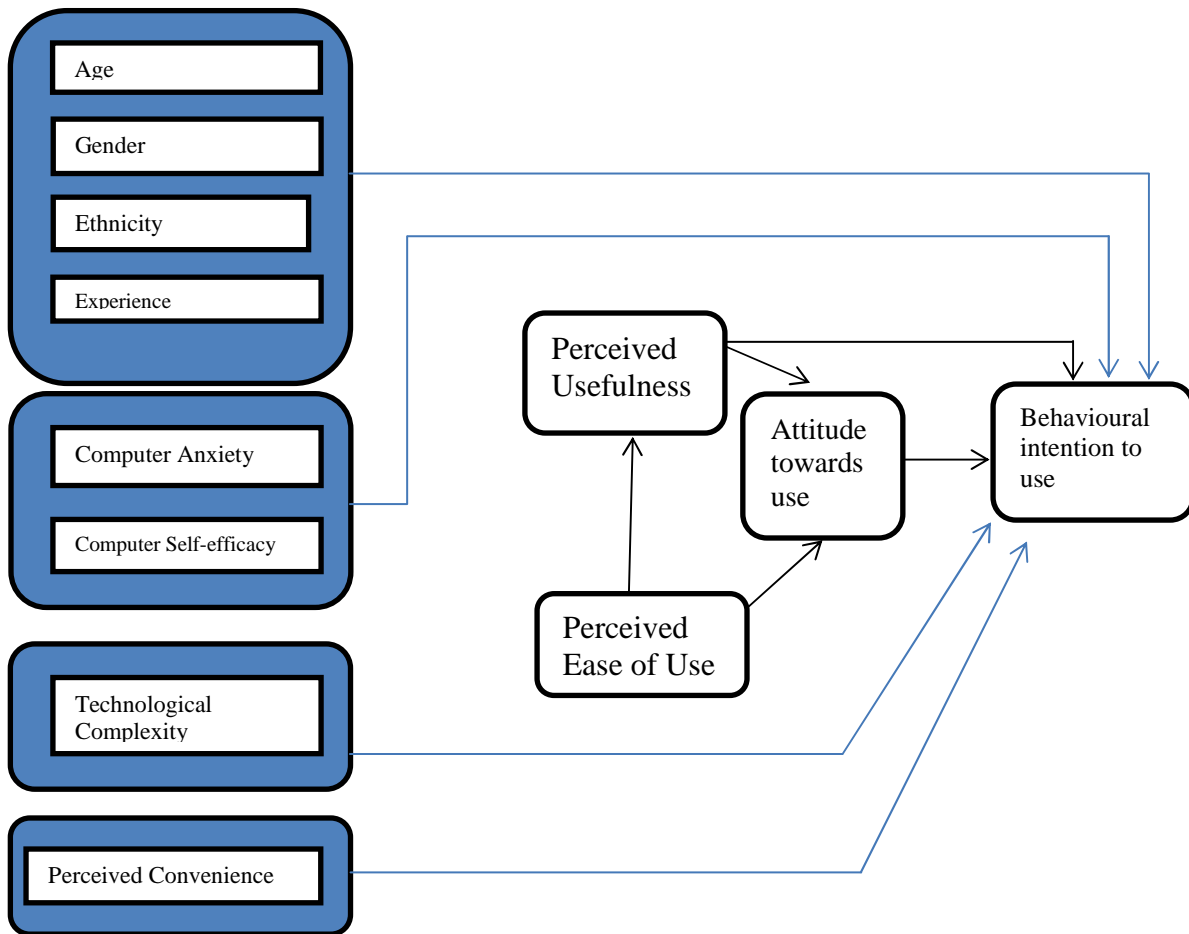 Age
Gender
Ethnicity
Experience
Computer Anxiety
Computer Self-efficacy
Technological
Complexity
Perceived Convenience
Perceived
Usefulness
Attitude
towards
use
Perceived
Ease of Use
Behavioural
intention to
use